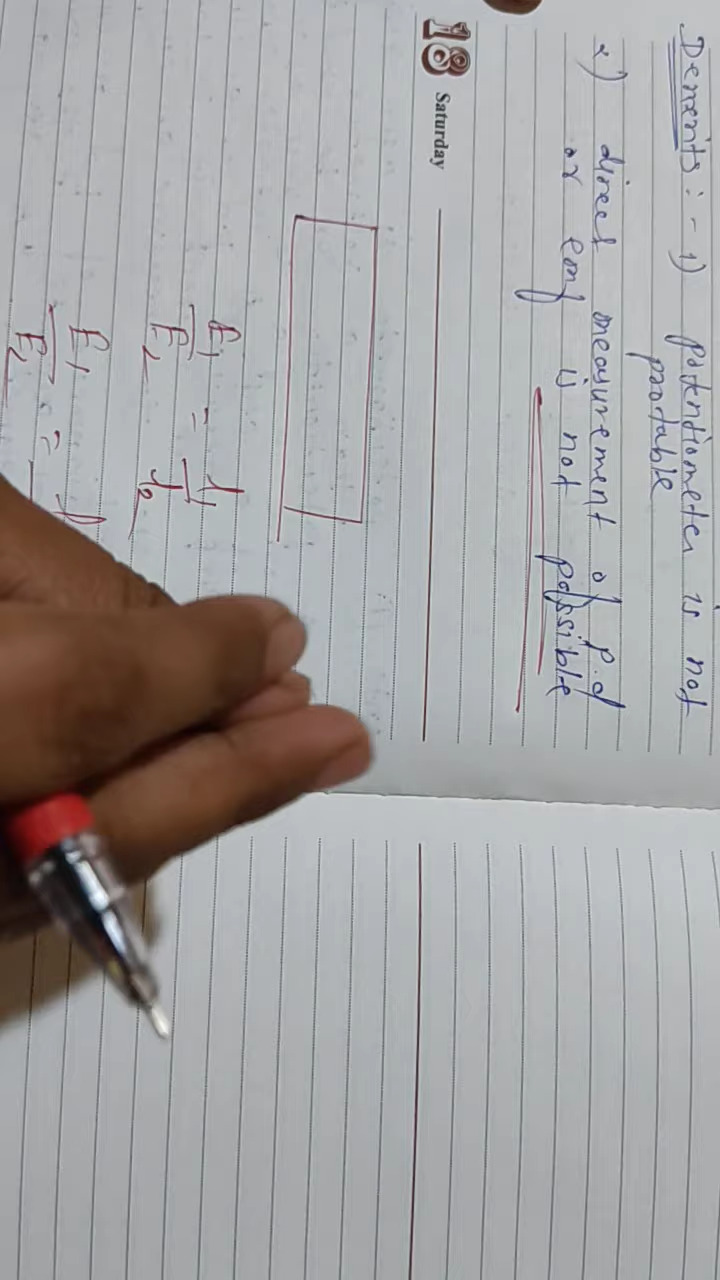 Demerits :- 1) potentiometer is not
protable
2) direct measurement of p.d
or emf is not possible
18 Saturday
E1/E2 = l1/l2
E1/E2 = l